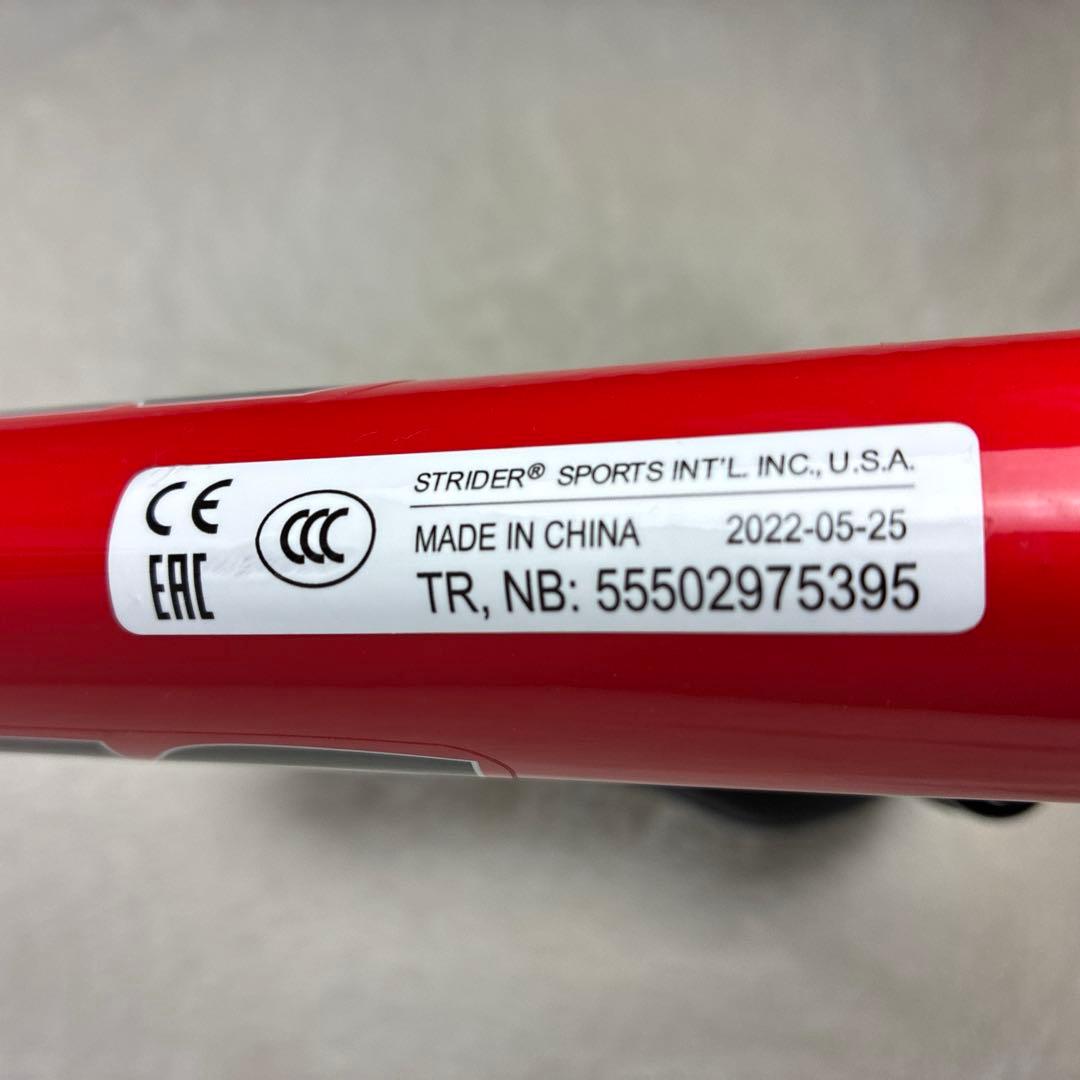 CE
EAC
CCC
STRIDER® SPORTS INT'L. INC., U.S.A.
MADE IN CHINA 2022-05-25
TR, NB: 55502975395